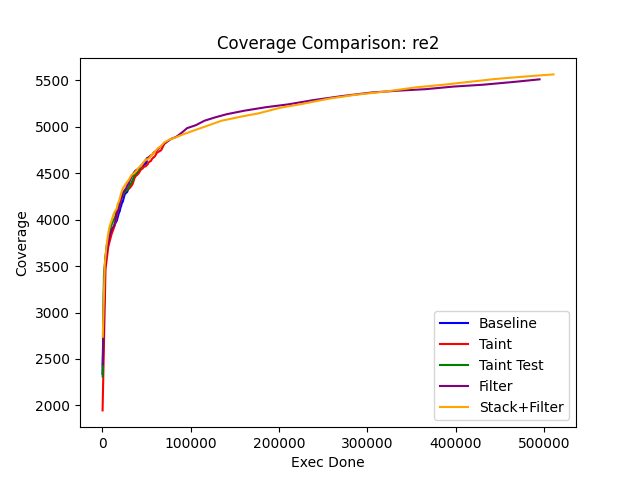 Coverage Comparison: re2
Coverage
5500
5000
4500
4000
3500
3000
2500
2000
0
100000
200000
300000
400000
500000
Exec Done
Baseline
Taint
Taint Test
Filter
Stack+Filter